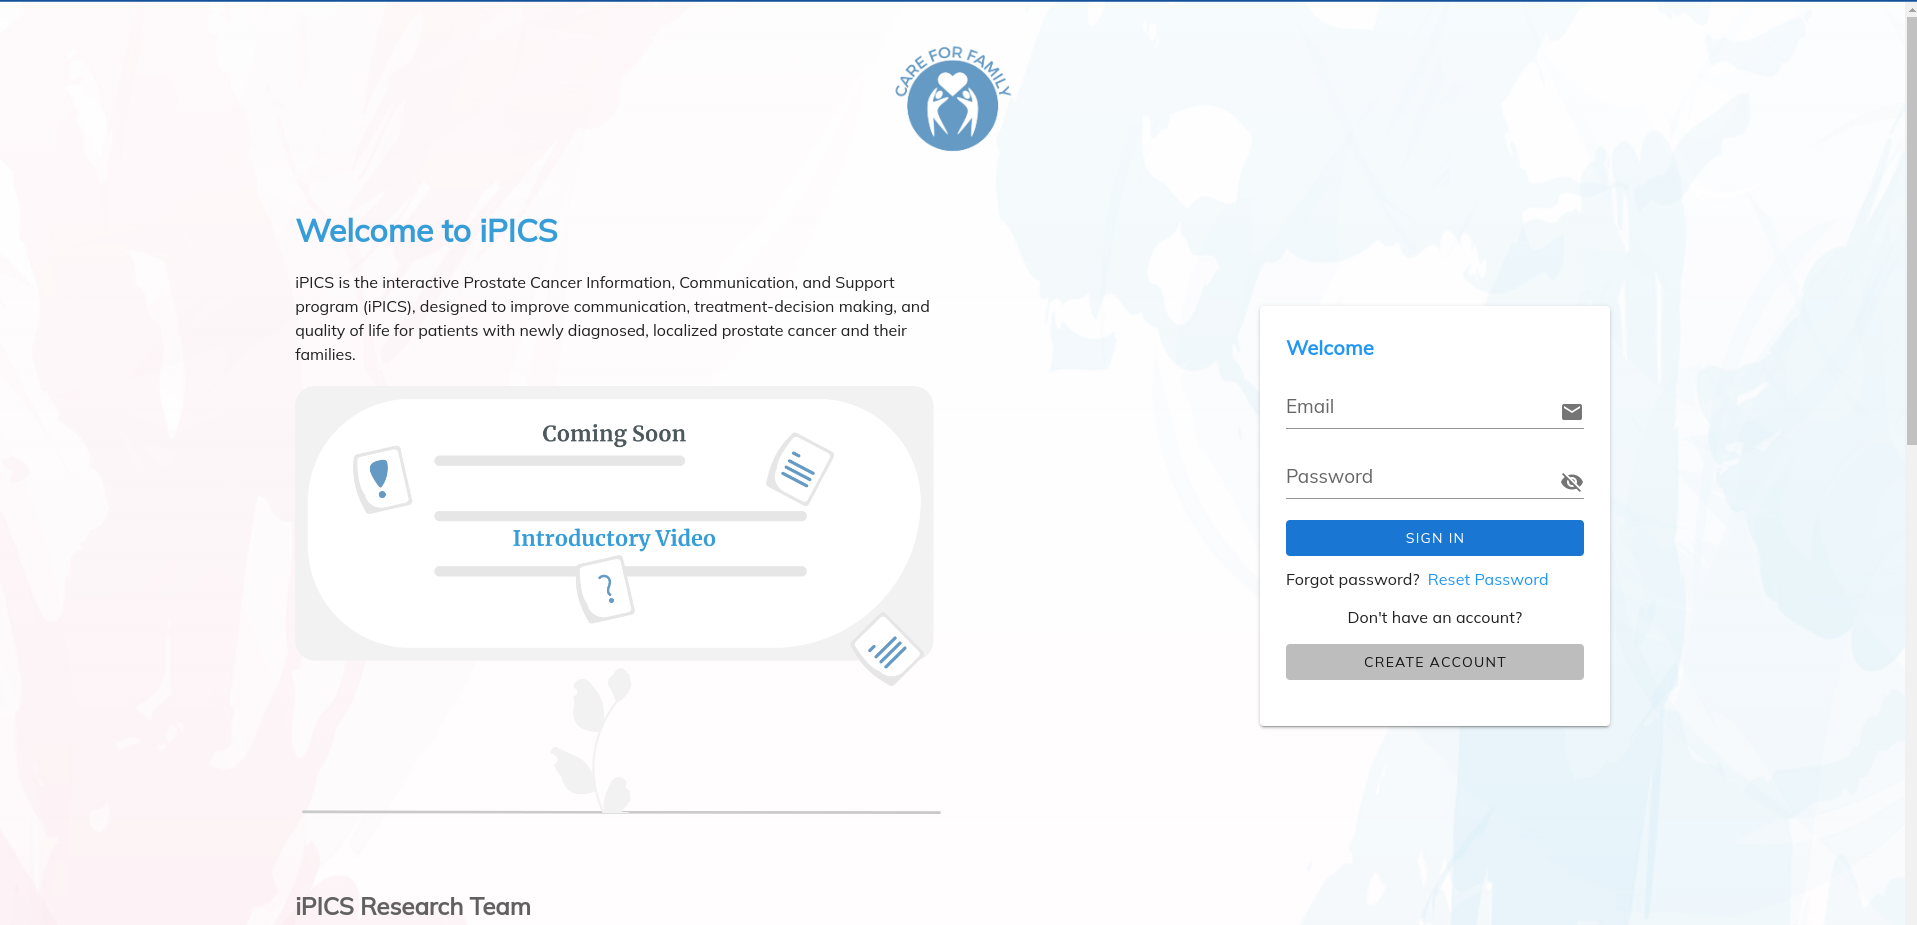 CARE FOR FAMILY
Welcome to iPICS
iPICS is the interactive Prostate Cancer Information, Communication, and Support
program (iPICS), designed to improve communication, treatment-decision making, and
quality of life for patients with newly diagnosed, localized prostate cancer and their
families.
Coming Soon
!
Introductory Video
?
Welcome
Email
Password
SIGN IN
Forgot password? Reset Password
Don't have an account?
CREATE ACCOUNT
iPICS Research Team